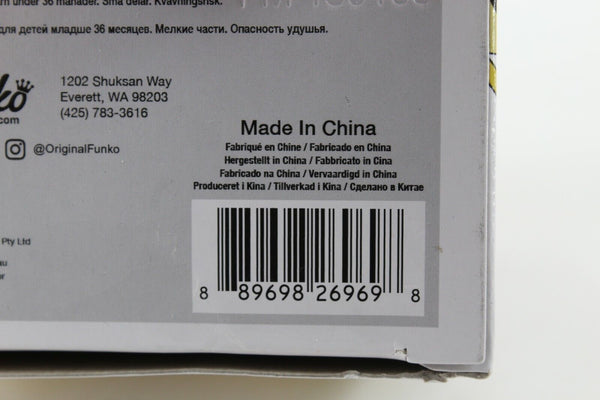 under 36 månader. Små delar. Kvävningsrisk.
для детей младше 36 месяцев. Мелкие части. Опасность удушья.
ko
.com
1202 Shuksan Way
Everett, WA 98203
(425) 783-3616
@OriginalFunko
Made In China
Fabriqué en Chine / Fabricado en China
Hergestellt in China / Fabbricato in Cina
Fabricado na China / Vervaardigd in China
Produceret i Kina / Tillverkad i Kina / Сделано в Китае
Pty Ltd
au
er
8 89698 26969 8